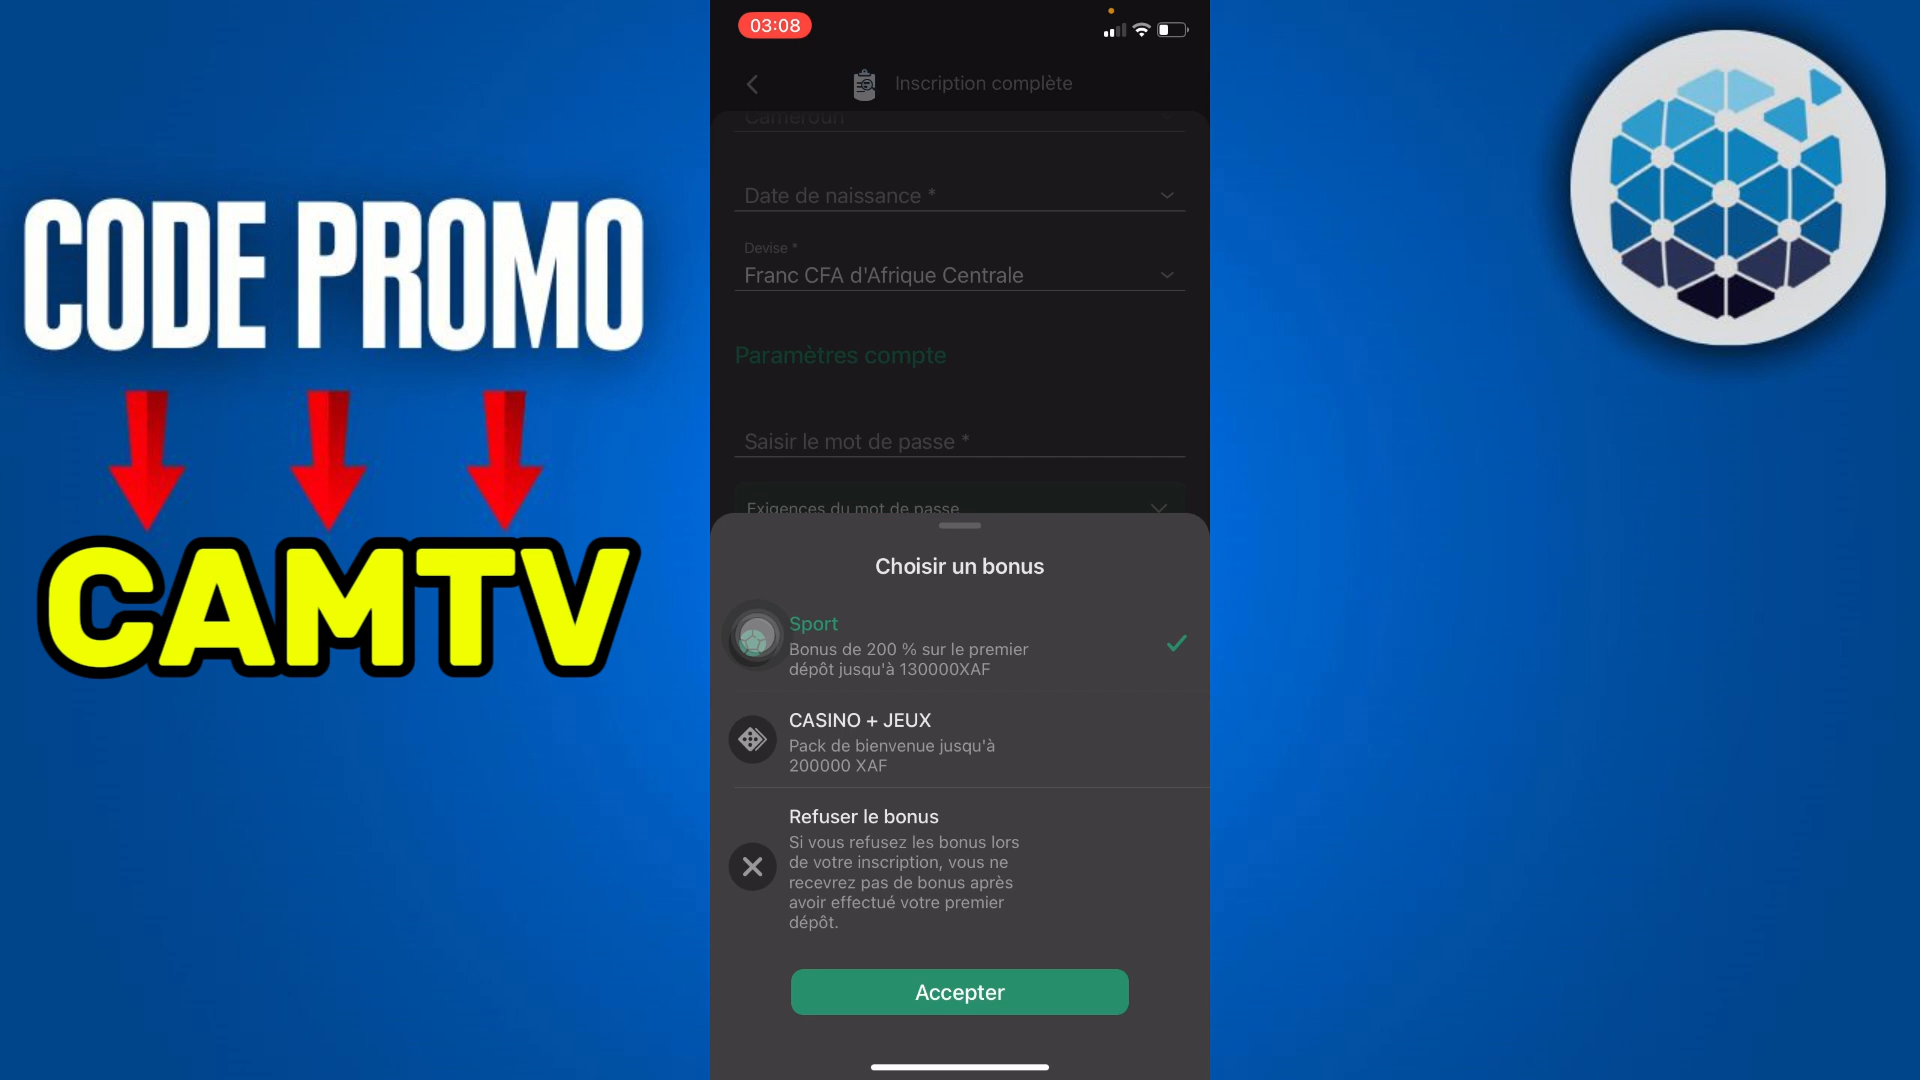 CODE PROMO
CAMTV
03:08
Inscription complète
Cameroun
Date de naissance *
Devise *
Franc CFA d'Afrique Centrale
Paramètres compte
Saisir le mot de passe *
Exigences du mot de passe
Choisir un bonus
Sport
Bonus de 200 % sur le premier
dépôt jusqu'à 130000XAF
CASINO + JEUX
Pack de bienvenue jusqu'à
200000 XAF
Refuser le bonus
Si vous refusez les bonus lors
de votre inscription, vous ne
recevrez pas de bonus après
avoir effectué votre premier
dépôt.
Accepter